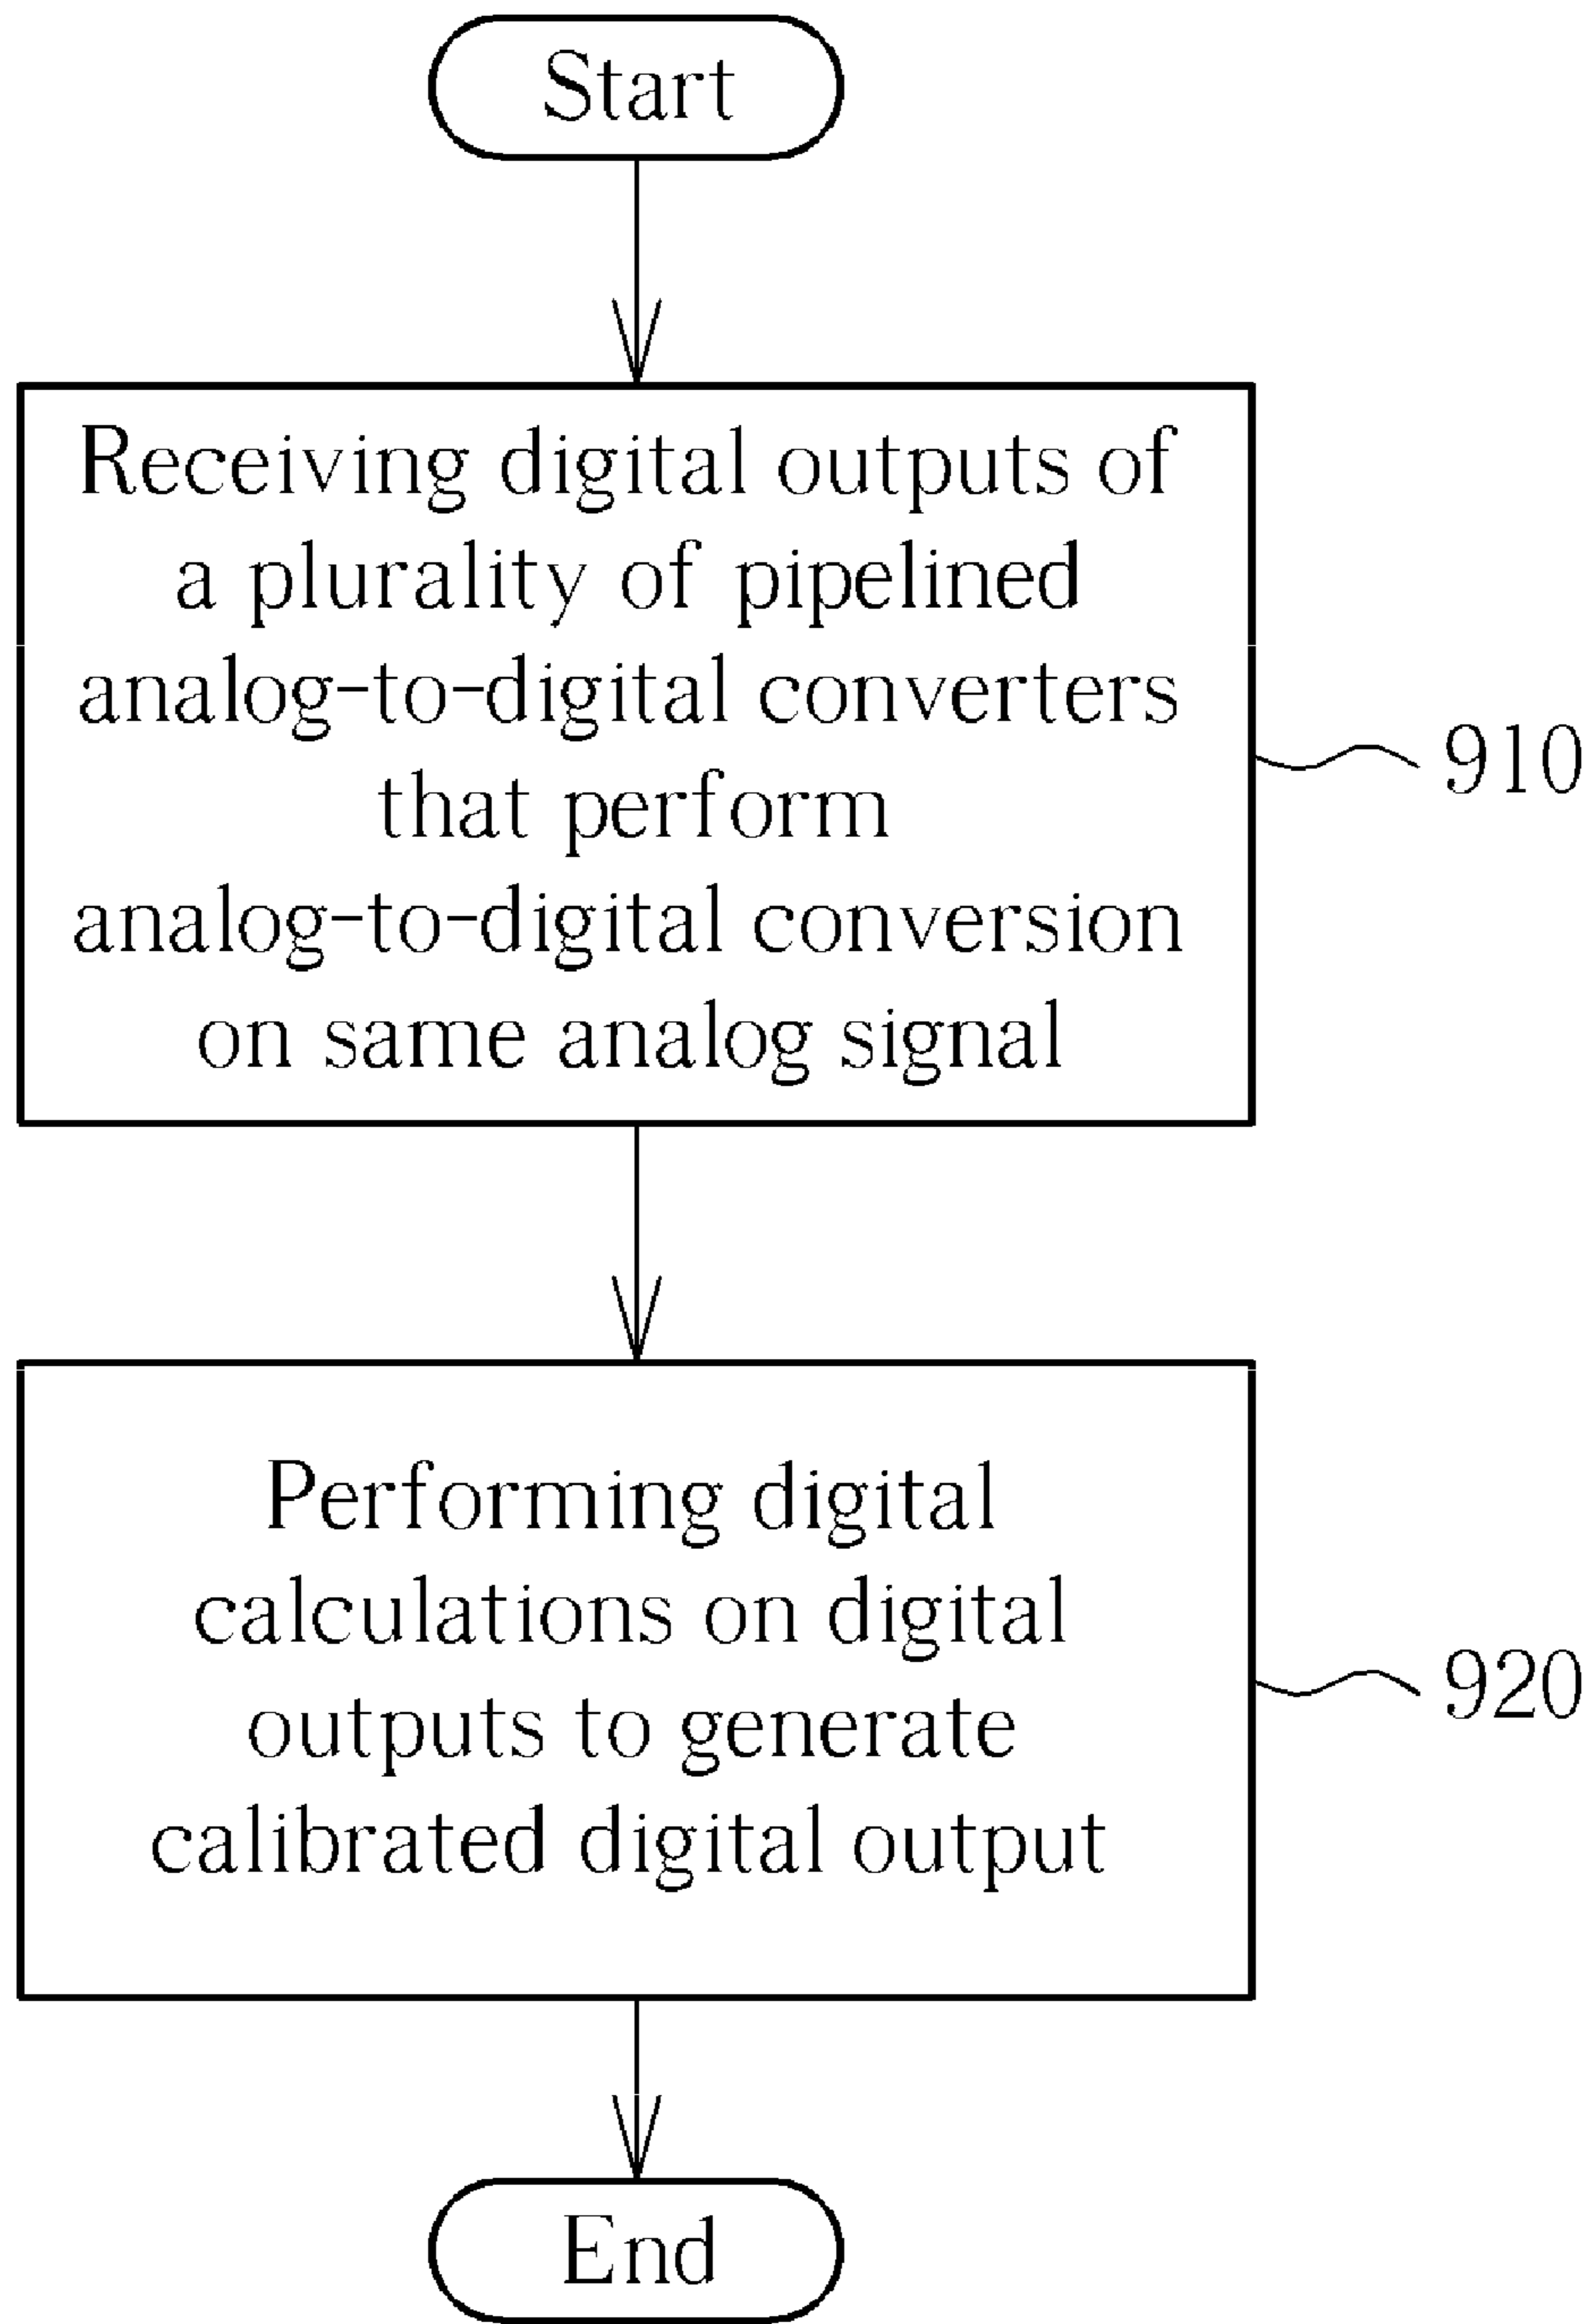 Start
Receiving digital outputs of
a plurality of pipelined
analog-to-digital converters
that perform
analog-to-digital conversion
on same analog signal
910
Performing digital
calculations on digital
outputs to generate
calibrated digital output
920
End